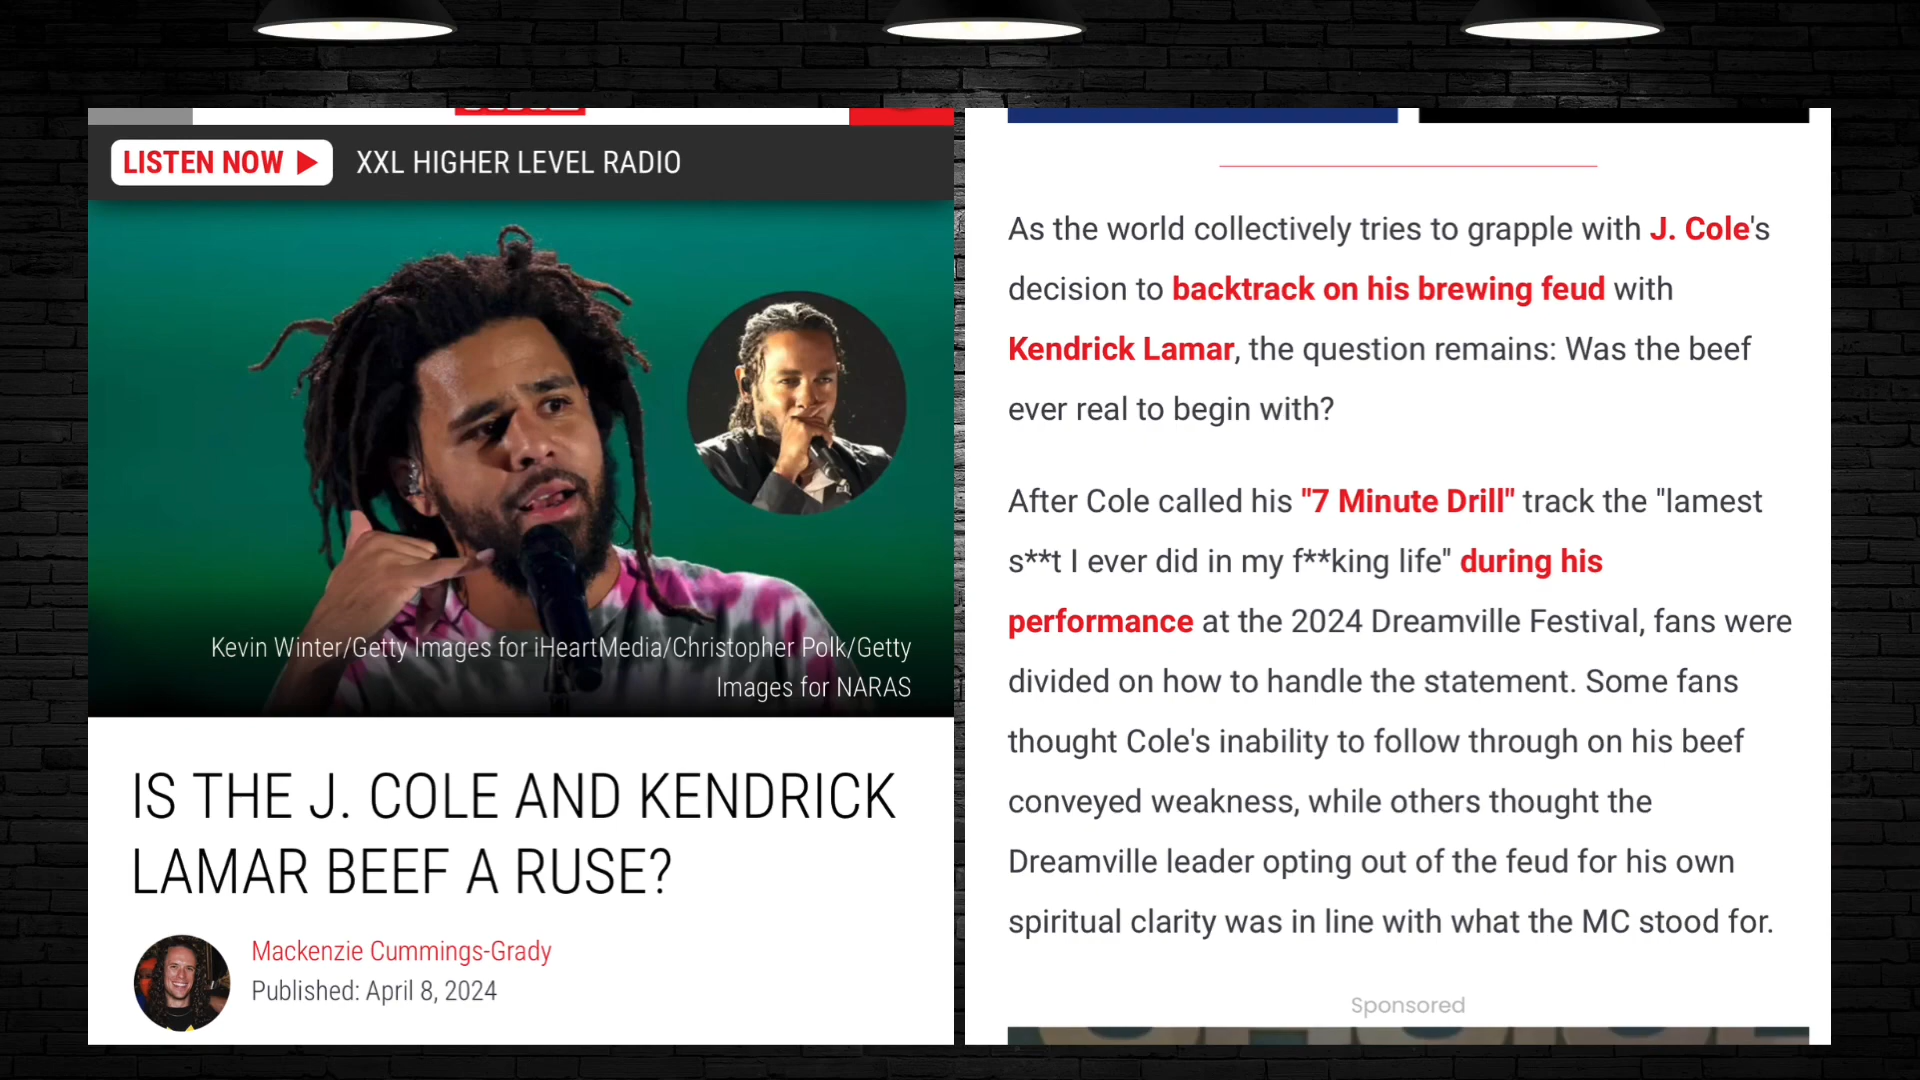 LISTEN NOW
XXL HIGHER LEVEL RADIO
Kevin Winter/Getty Images for iHeartMedia/Christopher Polk/Getty
Images for NARAS
IS THE J. COLE AND KENDRICK
LAMAR BEEF A RUSE?
Mackenzie Cummings-Grady
Published: April 8, 2024
As the world collectively tries to grapple with J. Cole's
decision to backtrack on his brewing feud with
Kendrick Lamar, the question remains: Was the beef
ever real to begin with?
After Cole called his "7 Minute Drill" track the "lamest
s**t I ever did in my f**king life" during his
performance at the 2024 Dreamville Festival, fans were
divided on how to handle the statement. Some fans
thought Cole's inability to follow through on his beef
conveyed weakness, while others thought the
Dreamville leader opting out of the feud for his own
spiritual clarity was in line with what the MC stood for.
Sponsored